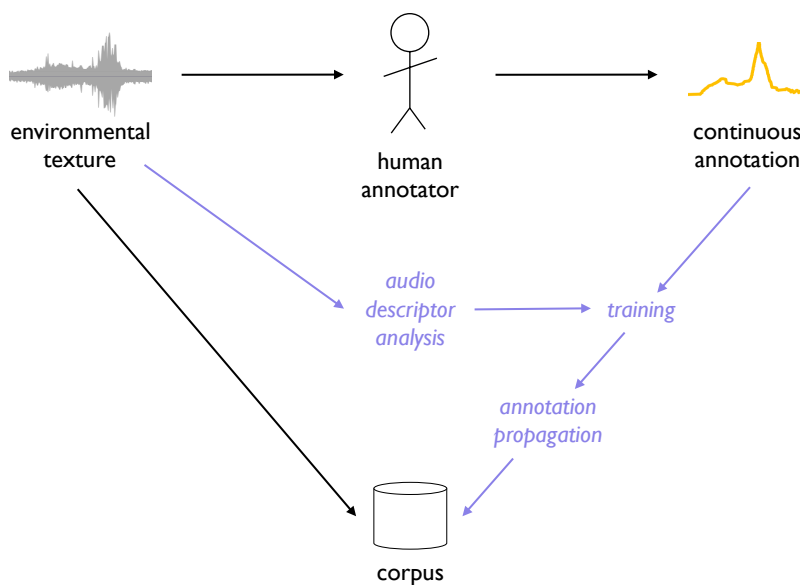 environmental
texture
human
annotator
continuous
annotation
audio
descriptor
analysis
training
annotation
propagation
corpus